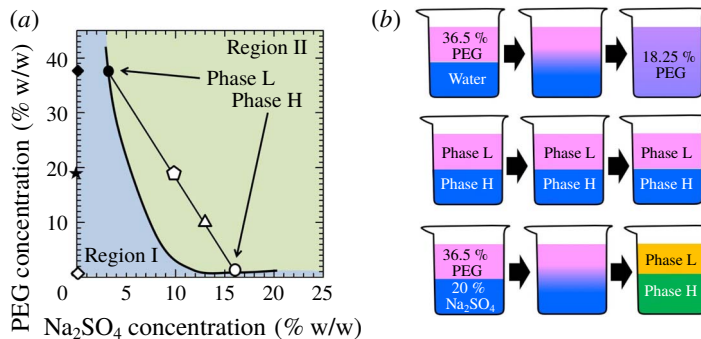 (a)
PEG concentration (% w/w)
40
30
20
10
0
0
5
10
15
20
25
Na₂SO₄ concentration (% w/w)
Region II
Phase L
Phase H
Region I
(b)
36.5 %
PEG
Water
18.25 %
PEG
Phase L
Phase H
Phase L
Phase H
Phase L
Phase H
36.5 %
PEG
20 %
Na₂SO₄
Phase L
Phase H